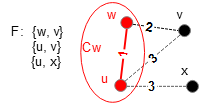 F: {w, v}
{u, v}
{u, x}
w
v
2
Cw
1
3
u
3
x